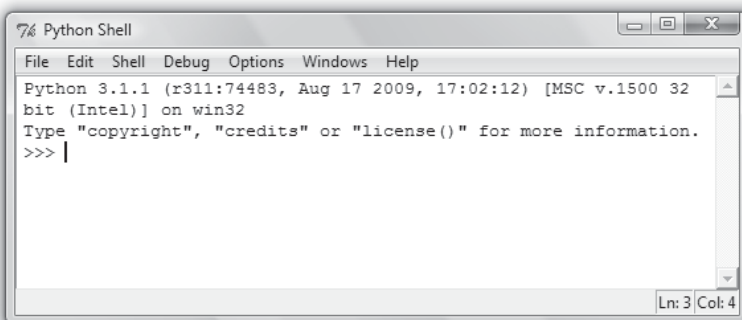 Python Shell
File Edit Shell Debug Options Windows Help
Python 3.1.1 (r311:74483, Aug 17 2009, 17:02:12) [MSC v.1500 32
bit (Intel)] on win32
Type "copyright", "credits" or "license()" for more information.
>>>
Ln: 3 Col: 4